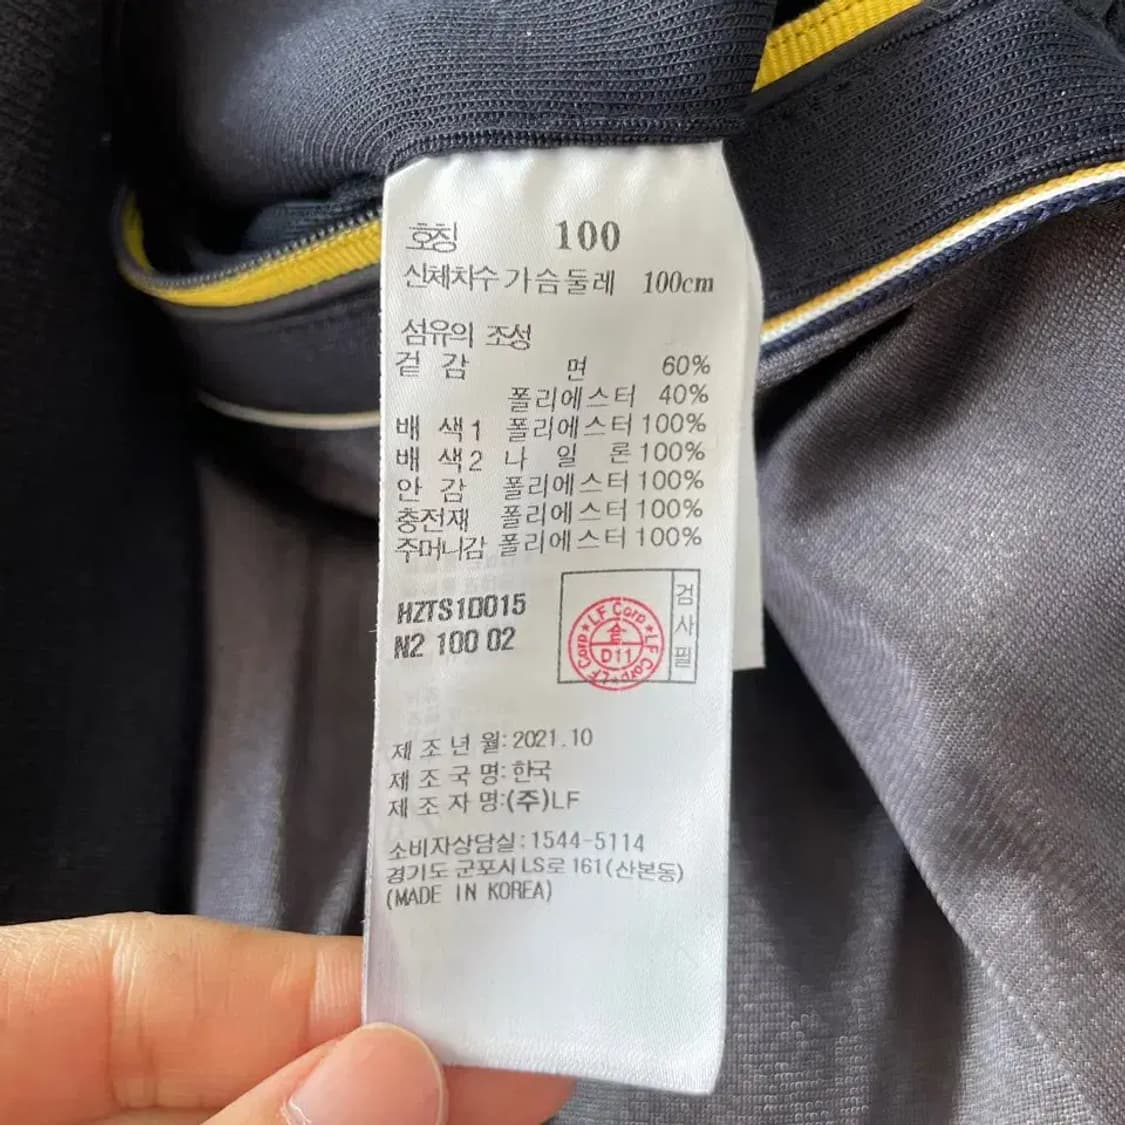 호칭 100
신체치수 가슴둘레 100cm
섬유의 조성
겉 감 면 60%
폴리에스터 40%
배 색1 폴리에스터 100%
배 색2 나 일 론 100%
안 감 폴리에스터 100%
충전재 폴리에스터 100%
주머니감 폴리에스터 100%
HZTS1D015
N2 100 02
검사필
LF Corp★LF Corp★LF Corp★
D11
제 조 년 월: 2021.10
제 조 국 명: 한국
제 조 자 명:(주)LF
소비자상담실: 1544-5114
경기도 군포시 LS로 161(산본동)
(MADE IN KOREA)